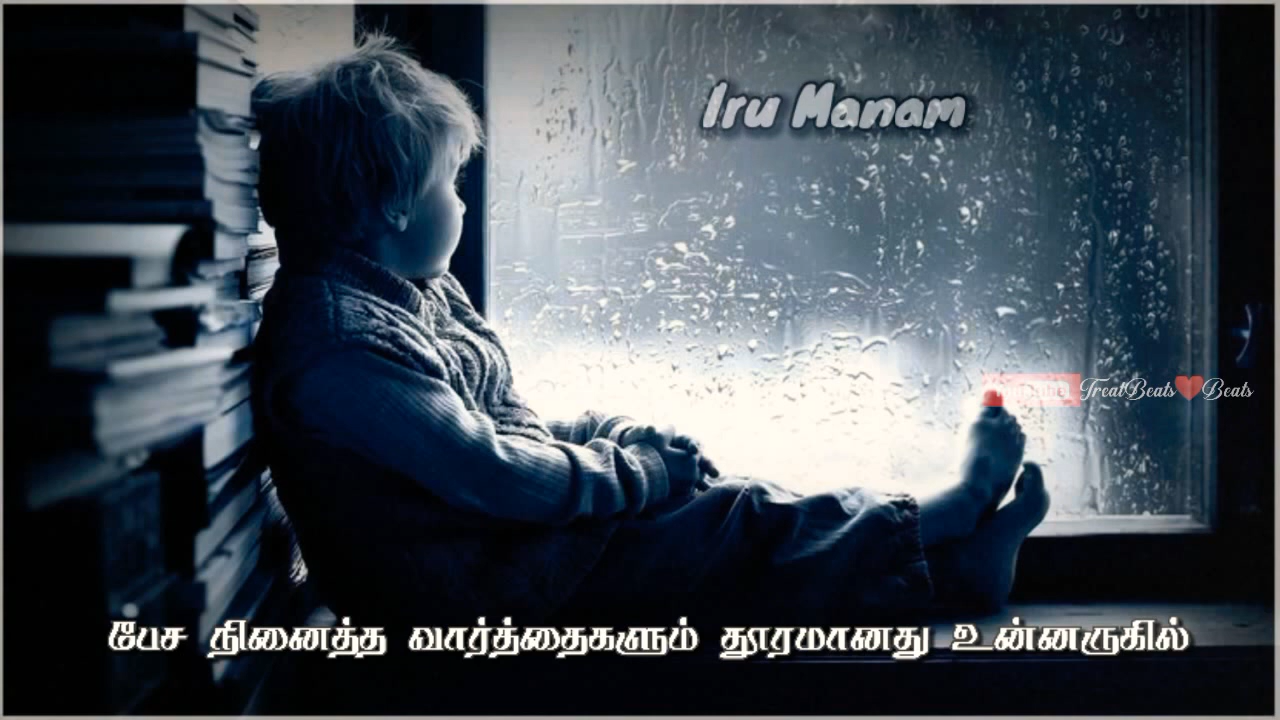 Iru Manam
TreatBeats❤Beats
பேச நினைத்த வார்த்தைகளும் தூரமானது உன்னருகில்